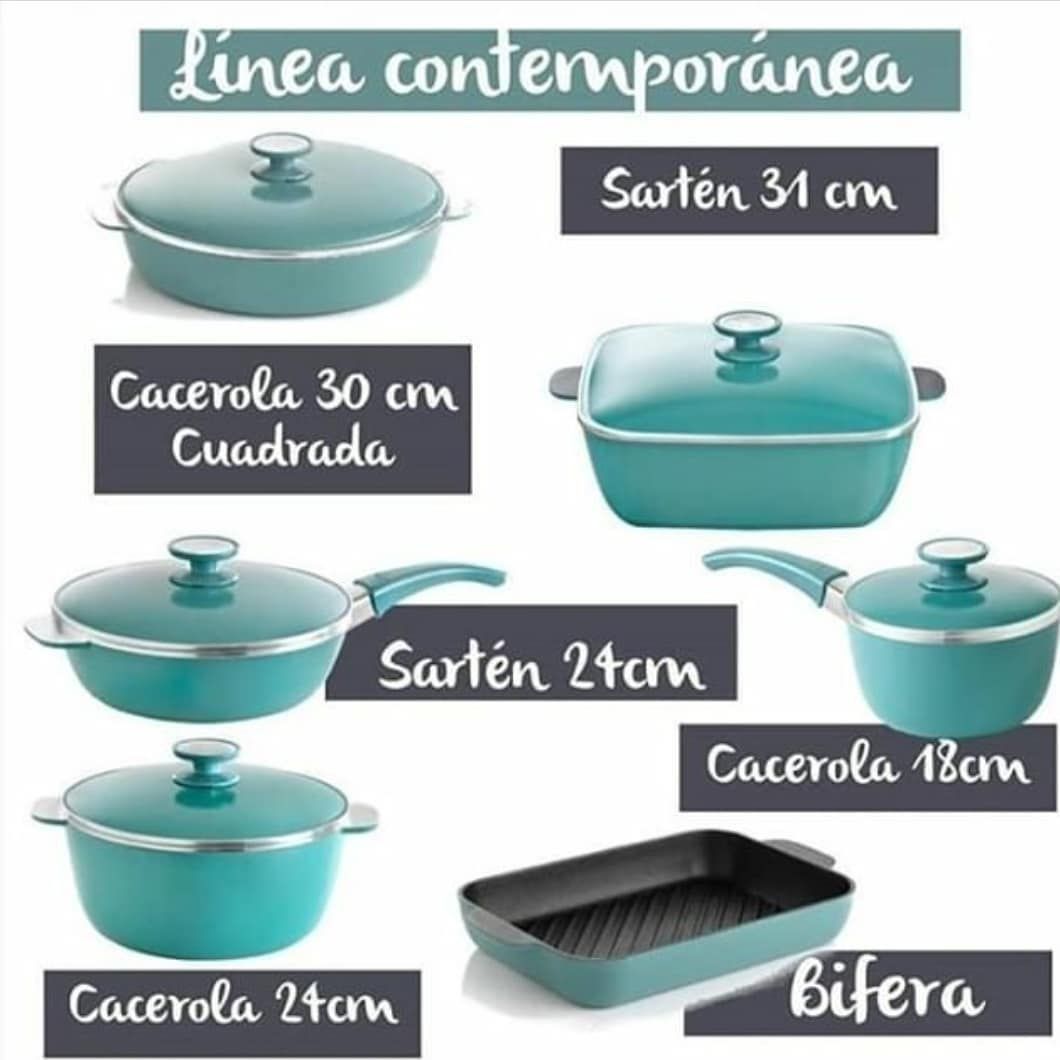 Línea contemporánea
Sartén 31 cm
Cacerola 30 cm
Cuadrada
Sartén 24cm
Cacerola 18cm
Cacerola 24cm
Bifera